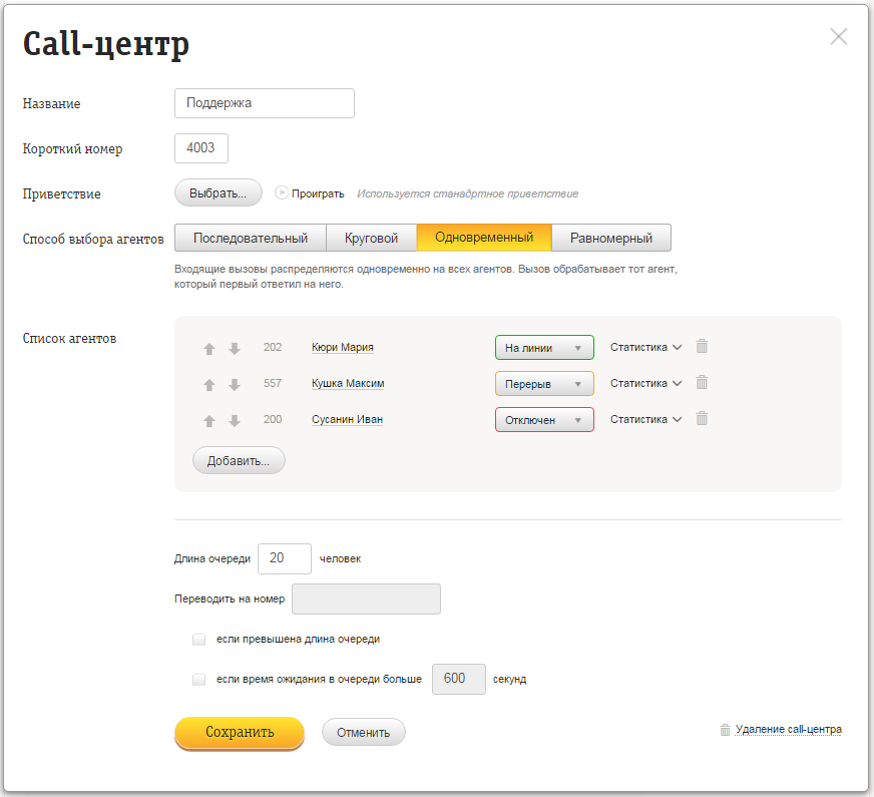 Call-центр
Название Поддержка
Короткий номер 4003
Приветствие Выбрать... Проиграть Используется станадртное приветствие
Способ выбора агентов Последовательный Круговой Одновременный Равномерный
Входящие вызовы распределяются одновременно на всех агентов. Вызов обрабатывает тот агент,
который первый ответил на него.
Список агентов
202 Кюри Мария На линии Статистика
557 Кушка Максим Перерыв Статистика
200 Сусанин Иван Отключен Статистика
Добавить...
Длина очереди 20 человек
Переводить на номер
если превышена длина очереди
если время ожидания в очереди больше 600 секунд
Сохранить Отменить Удаление call-центра